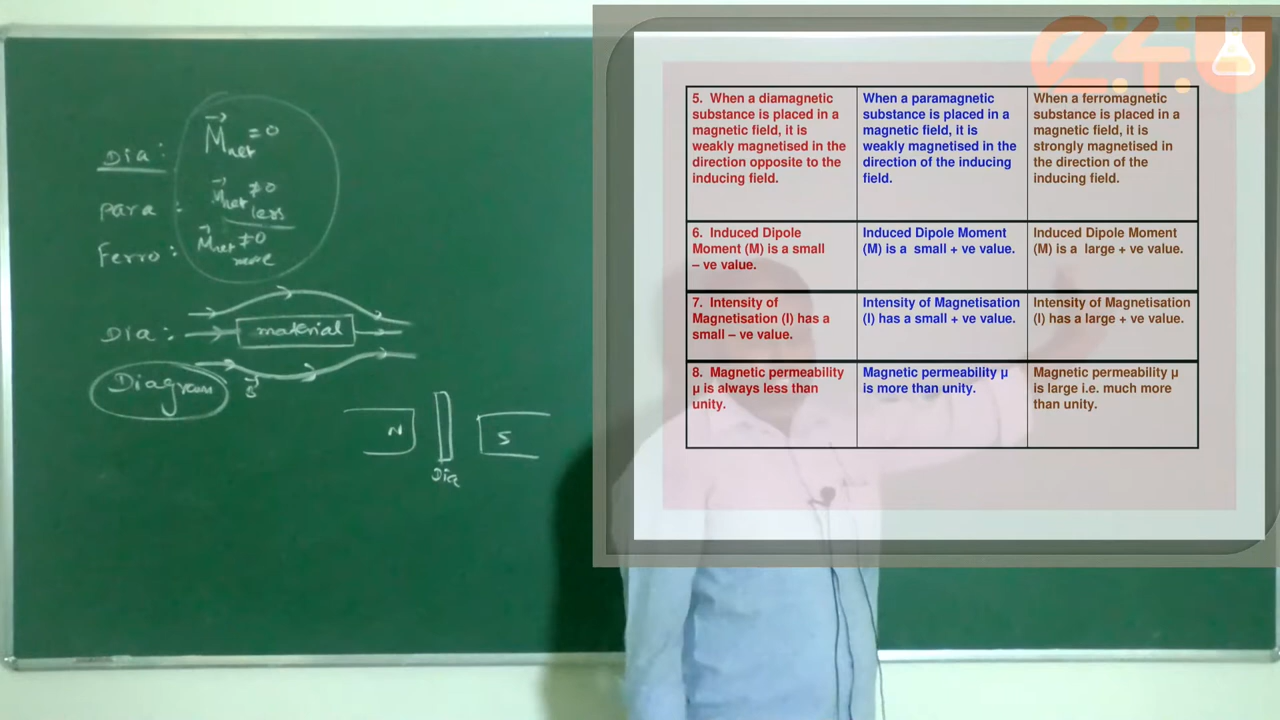 Dia :
M net = 0
Para :
M net ≠ 0
less
Ferro :
M net ≠ 0
more
Dia :
material
Diagram
B
N
S
Dia
e4U
5. When a diamagnetic
substance is placed in a
magnetic field, it is
weakly magnetised in the
direction opposite to the
inducing field.
When a paramagnetic
substance is placed in a
magnetic field, it is
weakly magnetised in the
direction of the inducing
field.
When a ferromagnetic
substance is placed in a
magnetic field, it is
strongly magnetised in
the direction of the
inducing field.
6. Induced Dipole
Moment (M) is a small
– ve value.
Induced Dipole Moment
(M) is a small + ve value.
Induced Dipole Moment
(M) is a large + ve value.
7. Intensity of
Magnetisation (I) has a
small – ve value.
Intensity of Magnetisation
(I) has a small + ve value.
Intensity of Magnetisation
(I) has a large + ve value.
8. Magnetic permeability
μ is always less than
unity.
Magnetic permeability μ
is more than unity.
Magnetic permeability μ
is large i.e. much more
than unity.